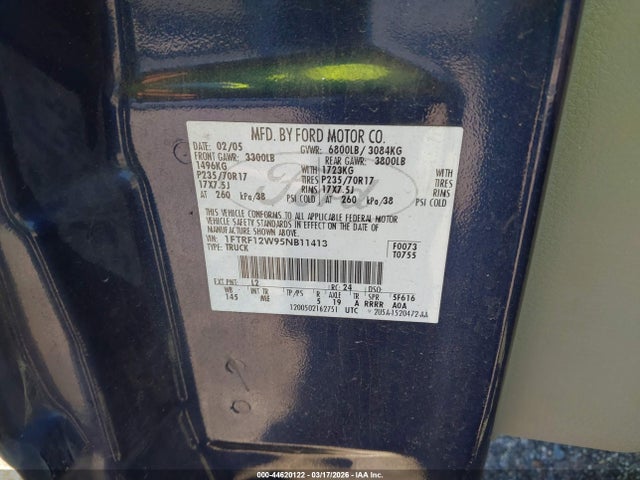 MFD. BY FORD MOTOR CO.
DATE: 02/05 GVWR: 6800LB/ 3084KG
FRONT GAWR: 3300LB REAR GAWR: 3800LB
1496KG WITH 1723KG WITH
P235/70R17 TIRES P235/70R17 TIRES
17X7.5J RIMS 17X7.5J RIMS
AT 260 kPa/38 PSI COLD AT 260 kPa/38 PSI COLD
Ford
THIS VEHICLE CONFORMS TO ALL APPLICABLE FEDERAL MOTOR
VEHICLE SAFETY STANDARDS IN EFFECT ON THE DATE OF
MANUFACTURE SHOWN ABOVE.
VIN: 1FTRF12W95NB11413 F0073
TYPE: TRUCK T0755
EXT PNT: L2 RC: 24 DSO:
WB INT TR TP/PS R AXLE TR SPR 5F616
145 ME 5 19 A RRRR A0A
1200502162751 UTC 2U5A-1520472-AA
000-44620122 - 03/17/2026 - IAAI Inc.